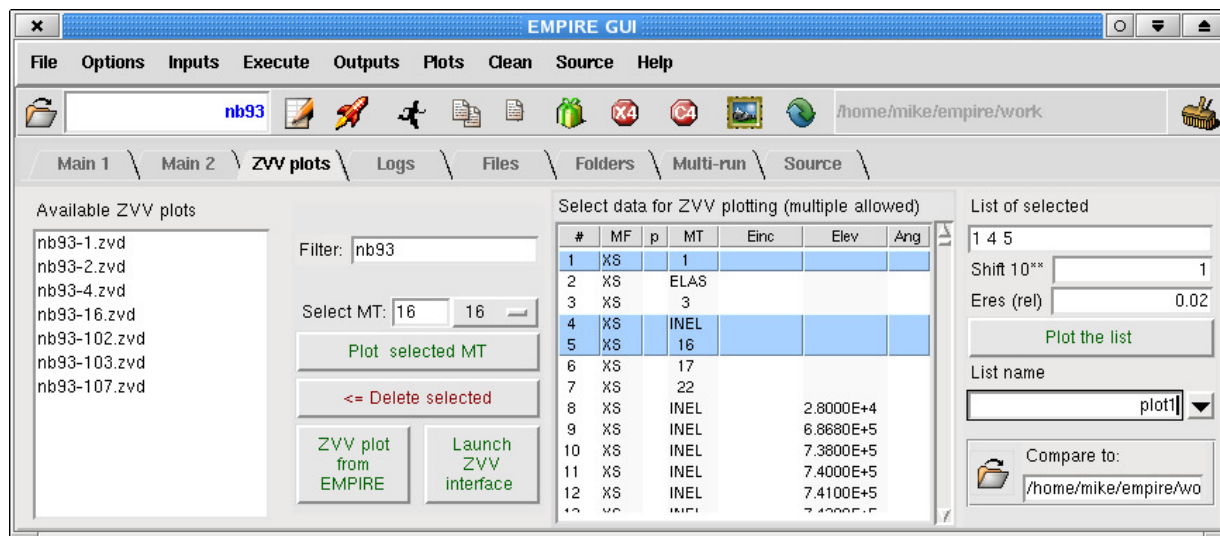 EMPIRE GUI
File Options Inputs Execute Outputs Plots Clean Source Help
nb93 X4 C4 /home/mike/empire/work
Main 1 Main 2 ZVV plots Logs Files Folders Multi-run Source
Available ZVV plots
nb93-1.zvd
nb93-2.zvd
nb93-4.zvd
nb93-16.zvd
nb93-102.zvd
nb93-103.zvd
nb93-107.zvd
Filter: nb93
Select MT: 16 16
Plot selected MT
<= Delete selected
ZVV plot
from
EMPIRE
Launch
ZVV
interface
Select data for ZVV plotting (multiple allowed)
# MF p MT Einc Elev Ang
1 XS 1
2 XS ELAS
3 XS 3
4 XS INEL
5 XS 16
6 XS 17
7 XS 22
8 XS INEL 2.8000E+4
9 XS INEL 6.8680E+5
10 XS INEL 7.3800E+5
11 XS INEL 7.4000E+5
12 XS INEL 7.4100E+5
List of selected
1 4 5
Shift 10** 1
Eres (rel) 0.02
Plot the list
List name
plot1
Compare to:
/home/mike/empire/wo